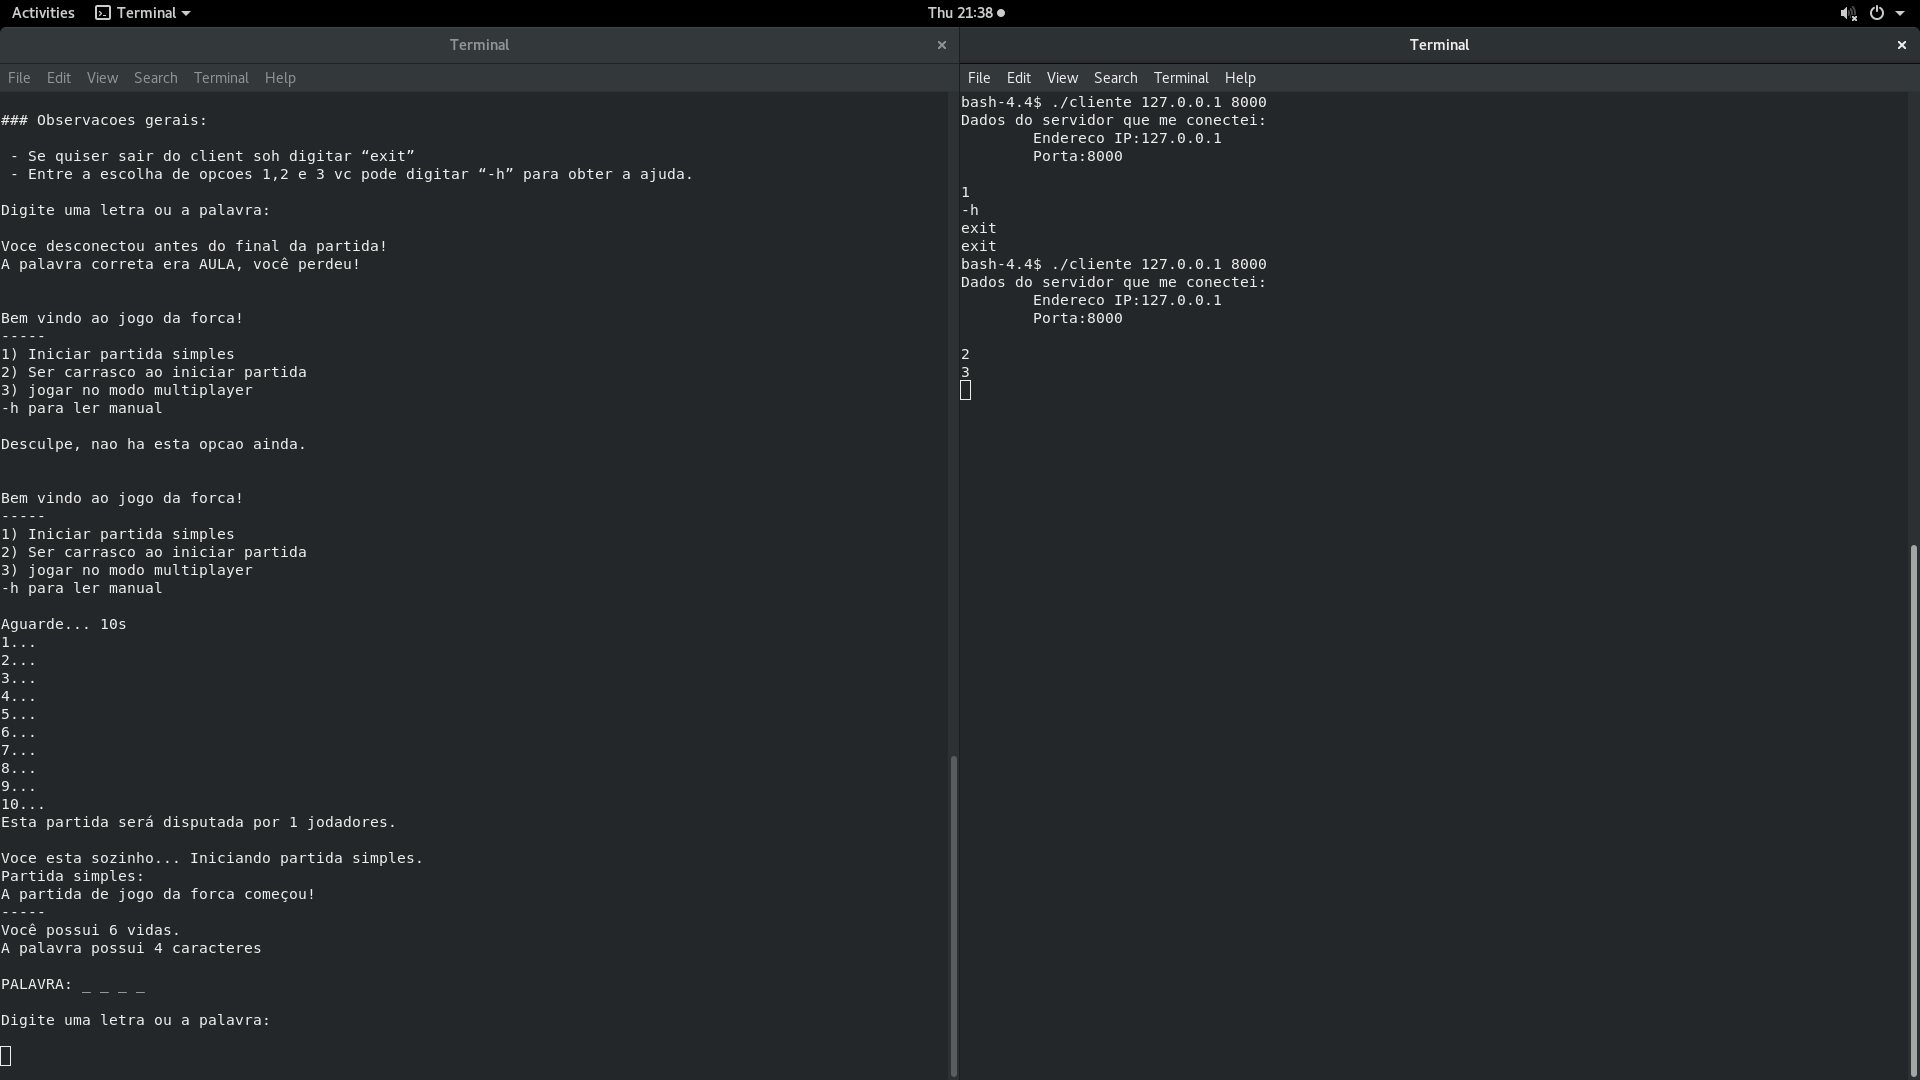 Activities Terminal Thu 21:38
Terminal
File Edit View Search Terminal Help
### Observacoes gerais:
- Se quiser sair do client soh digitar “exit”
- Entre a escolha de opcoes 1,2 e 3 vc pode digitar “-h” para obter a ajuda.
Digite uma letra ou a palavra:
Voce desconectou antes do final da partida!
A palavra correta era AULA, você perdeu!
Bem vindo ao jogo da forca!
-----
1) Iniciar partida simples
2) Ser carrasco ao iniciar partida
3) jogar no modo multiplayer
-h para ler manual
Desculpe, nao ha esta opcao ainda.
Bem vindo ao jogo da forca!
-----
1) Iniciar partida simples
2) Ser carrasco ao iniciar partida
3) jogar no modo multiplayer
-h para ler manual
Aguarde... 10s
1...
2...
3...
4...
5...
6...
7...
8...
9...
10...
Esta partida será disputada por 1 jodadores.
Voce esta sozinho... Iniciando partida simples.
Partida simples:
A partida de jogo da forca começou!
-----
Você possui 6 vidas.
A palavra possui 4 caracteres
PALAVRA: _ _ _ _
Digite uma letra ou a palavra:
Terminal
File Edit View Search Terminal Help
bash-4.4$ ./cliente 127.0.0.1 8000
Dados do servidor que me conectei:
Endereco IP:127.0.0.1
Porta:8000
1
-h
exit
exit
bash-4.4$ ./cliente 127.0.0.1 8000
Dados do servidor que me conectei:
Endereco IP:127.0.0.1
Porta:8000
2
3